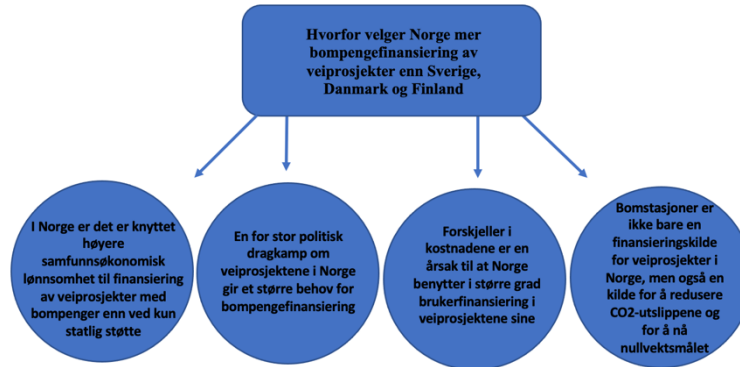 Hvorfor velger Norge mer
bompengefinansiering av
veiprosjekter enn Sverige,
Danmark og Finland
I Norge er det er knyttet
høyere
samfunnsøkonomisk
lønnsomhet til finansiering
av veiprosjekter med
bompenger enn ved kun
statlig støtte
En for stor politisk
dragkamp om
veiprosjektene i Norge
gir et større behov for
bompengefinansiering
Forskjeller i
kostnadene er en
årsak til at Norge
benytter i større grad
brukerfinansiering i
veiprosjektene sine
Bomstasjoner er
ikke bare en
finansieringskilde
for veiprosjekter i
Norge, men også en
kilde for å redusere
CO2-utslippene og
for å nå
nullvektsmålet